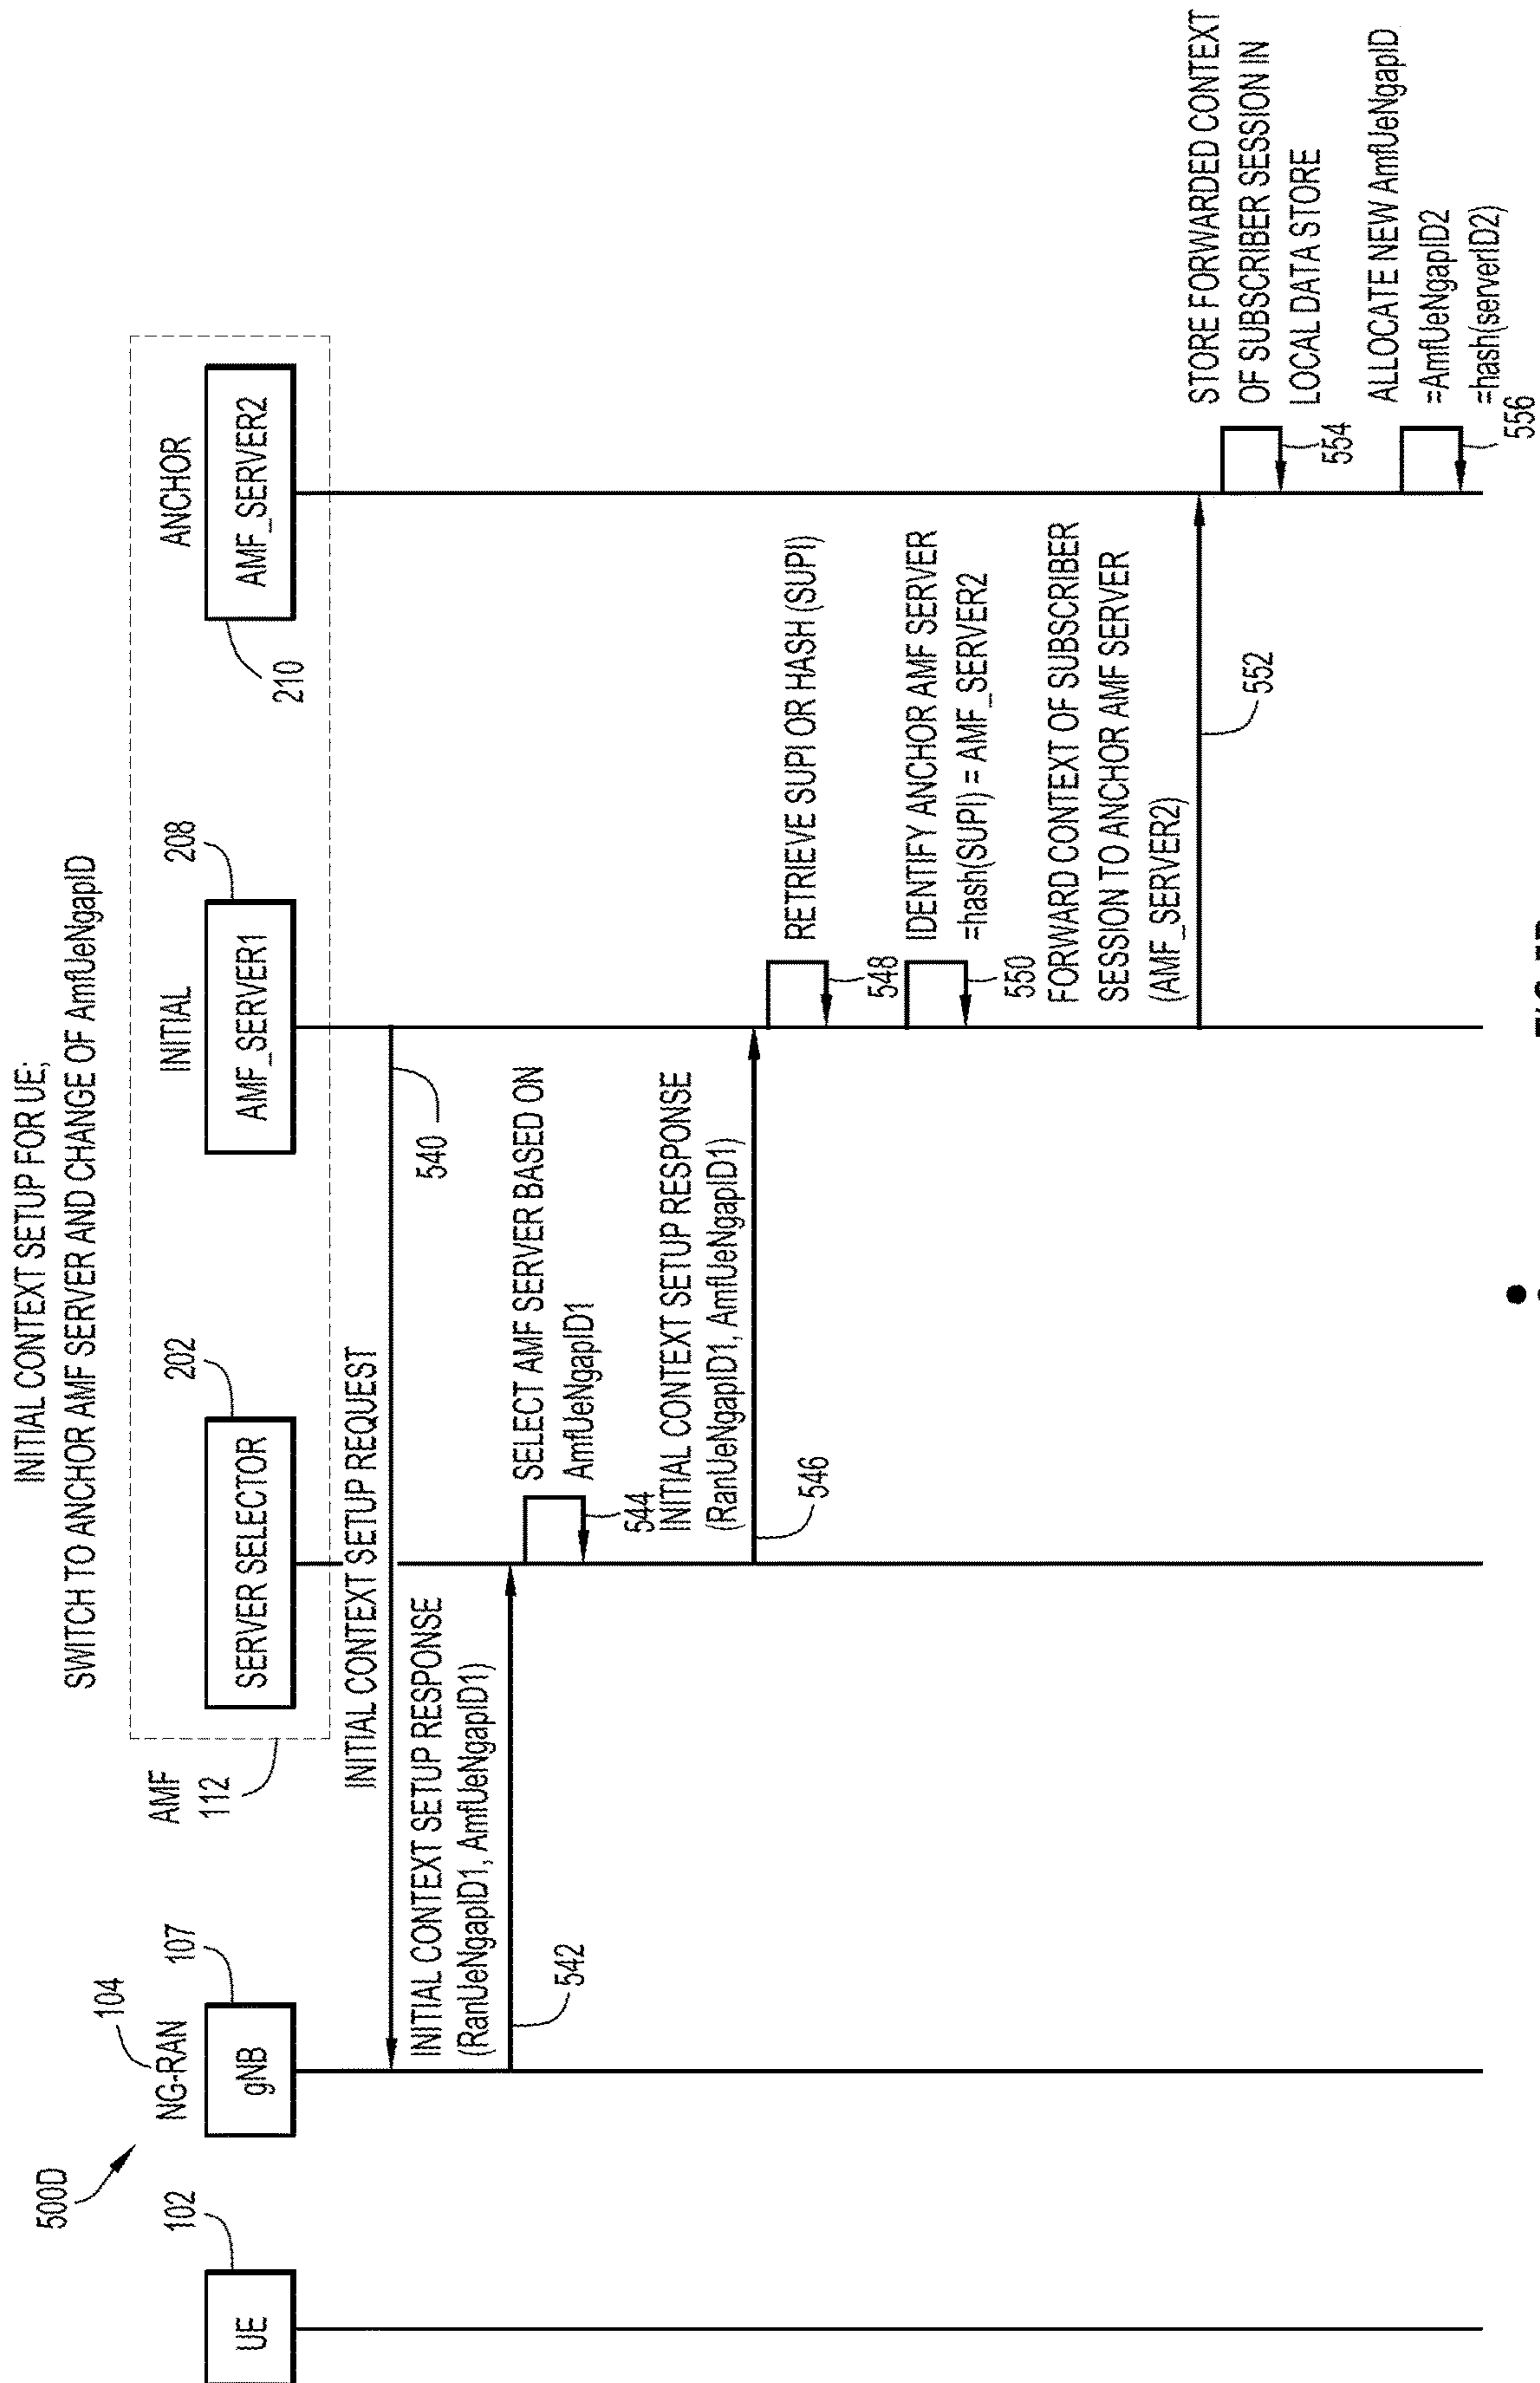 INITIAL CONTEXT SETUP FOR UE;
SWITCH TO ANCHOR AMF SERVER AND CHANGE OF AmfUeNgapID
500D
104
NG-RAN
AMF
112
INITIAL
ANCHOR
102
107
202
208
210
UE
gNB
SERVER SELECTOR
AMF_SERVER1
AMF_SERVER2
INITIAL CONTEXT SETUP REQUEST
540
INITIAL CONTEXT SETUP RESPONSE
(RanUeNgapID1, AmfUeNgapID1)
542
SELECT AMF SERVER BASED ON
AmfUeNgapID1
544
INITIAL CONTEXT SETUP RESPONSE
(RanUeNgapID1, AmfUeNgapID1)
546
RETRIEVE SUPI OR HASH (SUPI)
548
IDENTIFY ANCHOR AMF SERVER
=hash(SUPI) = AMF_SERVER2
550
FORWARD CONTEXT OF SUBSCRIBER
SESSION TO ANCHOR AMF SERVER
(AMF_SERVER2)
552
STORE FORWARDED CONTEXT
OF SUBSCRIBER SESSION IN
LOCAL DATA STORE
554
ALLOCATE NEW AmfUeNgapID
=AmfUeNgapID2
=hash(serverID2)
556